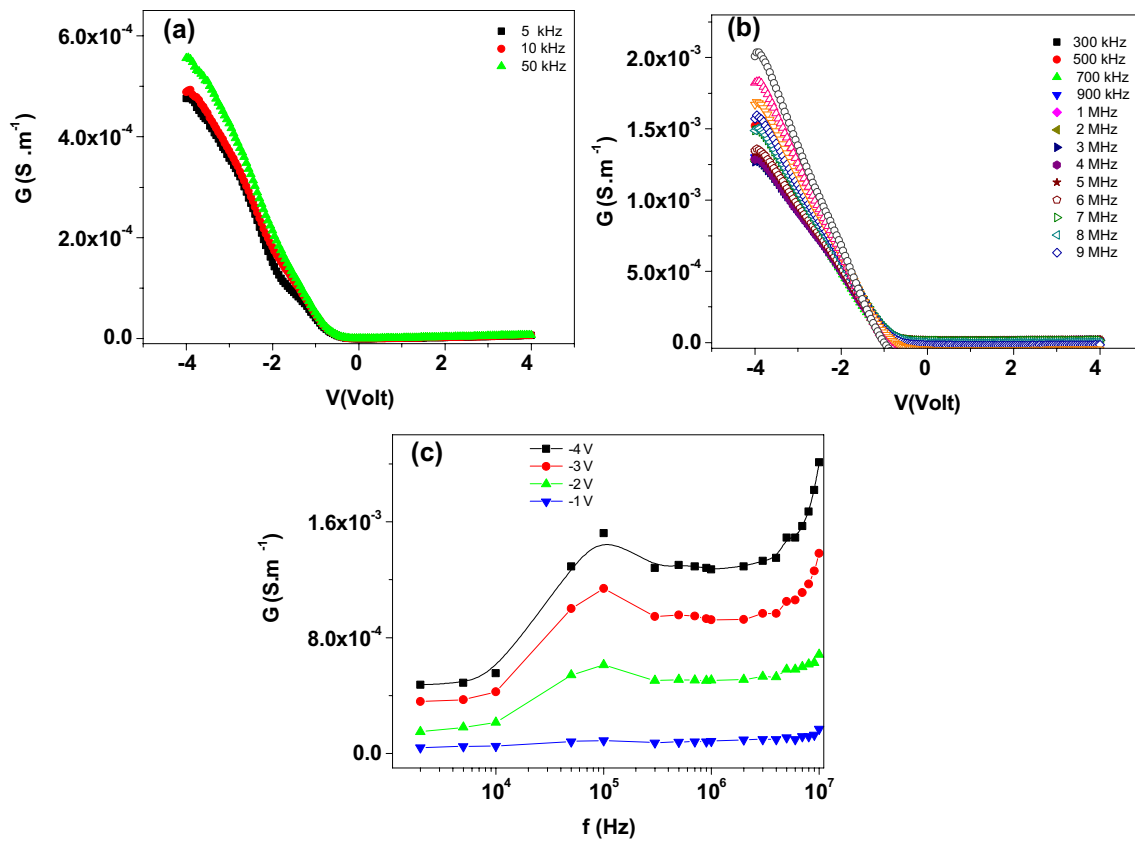 (a)
5 kHz
10 kHz
50 kHz
6.0x10⁻⁴
4.0x10⁻⁴
2.0x10⁻⁴
0.0
G (S .m⁻¹)
-4 -2 0 2 4
V(Volt)
(b)
300 kHz
500 kHz
700 kHz
900 kHz
1 MHz
2 MHz
3 MHz
4 MHz
5 MHz
6 MHz
7 MHz
8 MHz
9 MHz
2.0x10⁻³
1.5x10⁻³
1.0x10⁻³
5.0x10⁻⁴
0.0
G (S.m⁻¹)
-4 -2 0 2 4
V(Volt)
(c)
-4 V
-3 V
-2 V
-1 V
1.6x10⁻³
8.0x10⁻⁴
0.0
G (S.m⁻¹)
10⁴ 10⁵ 10⁶ 10⁷
f (Hz)